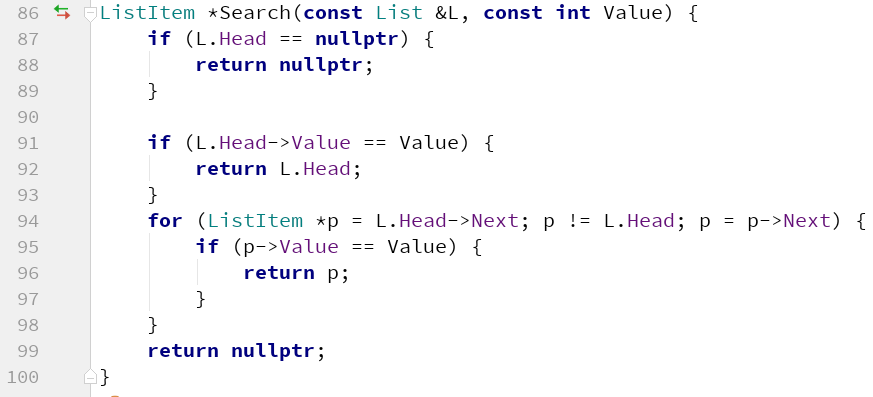 86 ListItem *Search(const List &L, const int Value) {
87     if (L.Head == nullptr) {
88         return nullptr;
89     }
90
91     if (L.Head->Value == Value) {
92         return L.Head;
93     }
94     for (ListItem *p = L.Head->Next; p != L.Head; p = p->Next) {
95         if (p->Value == Value) {
96             return p;
97         }
98     }
99     return nullptr;
100 }